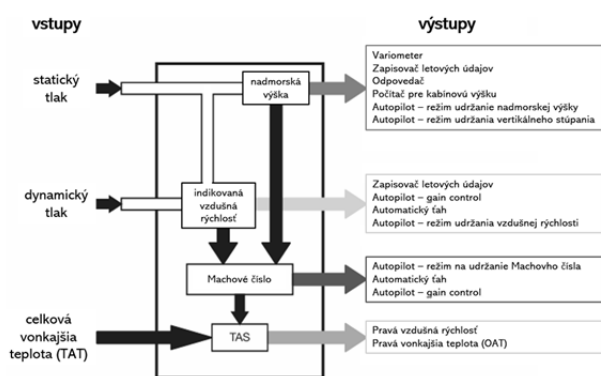 vstupy
výstupy
statický
tlak
nadmorská
výška
Variometer
Zapisovač letových údajov
Odpovedač
Počítač pre kabínovú výšku
Autopilot – režim udržanie nadmorskej výšky
Autopilot – režim udržania vertikálneho stúpania
dynamický
tlak
indikovaná
vzdušná
rýchlosť
Zapisovač letových údajov
Autopilot – gain control
Automatický ťah
Autopilot – režim udržania vzdušnej rýchlosti
Machové číslo
Autopilot – režim na udržanie Machovho čísla
Automatický ťah
Autopilot – gain control
celková
vonkajšia
teplota (TAT)
TAS
Pravá vzdušná rýchlosť
Pravá vonkajšia teplota (OAT)